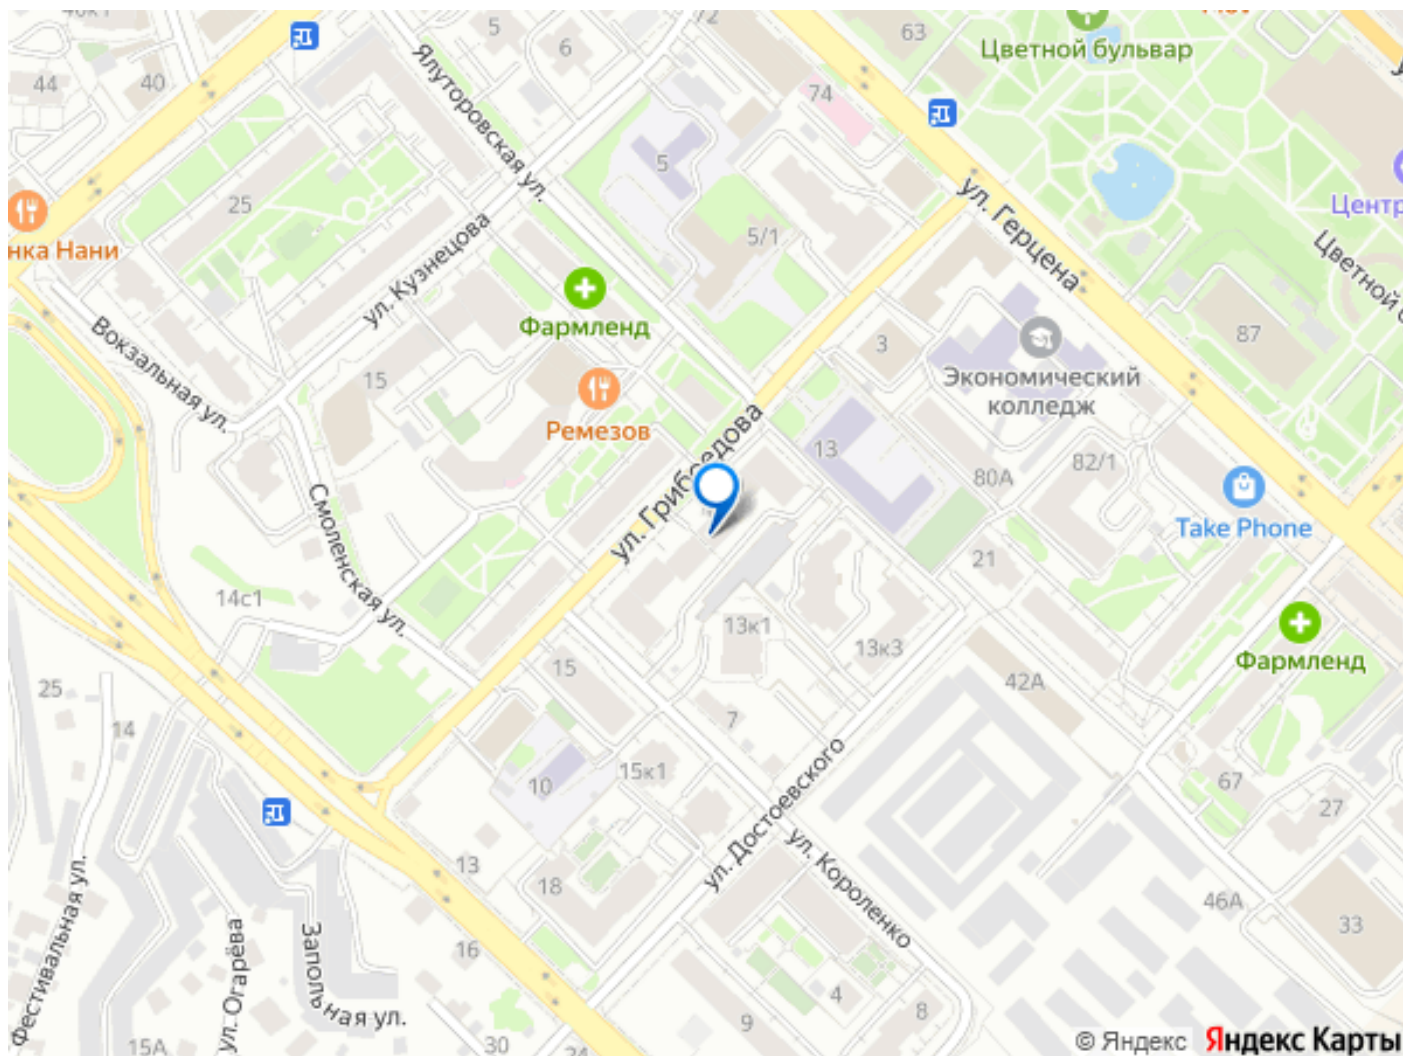 72
5
6
63
Цветной бульвар
44
40
74
Ялуторовская ул.
5
25
ул. Герцена
Центр
нка Нани
5/1
ул. Кузнецова
Цветной
Фармленд
87
Вокзальная ул.
3
15
Экономический
колледж
Ремезов
ул. Грибоедова
13
82/1
80А
Смоленская ул.
Take Phone
21
14с1
13к1
13к3
Фармленд
15
42А
25
14
7
15к1
67
10
27
ул. Достоевского
13
18
ул. Короленко
46А
33
Фестивальная ул.
ул. Огарёва
Запольная ул.
16
4
8
9
15А
30
© Яндекс Яндекс Карты